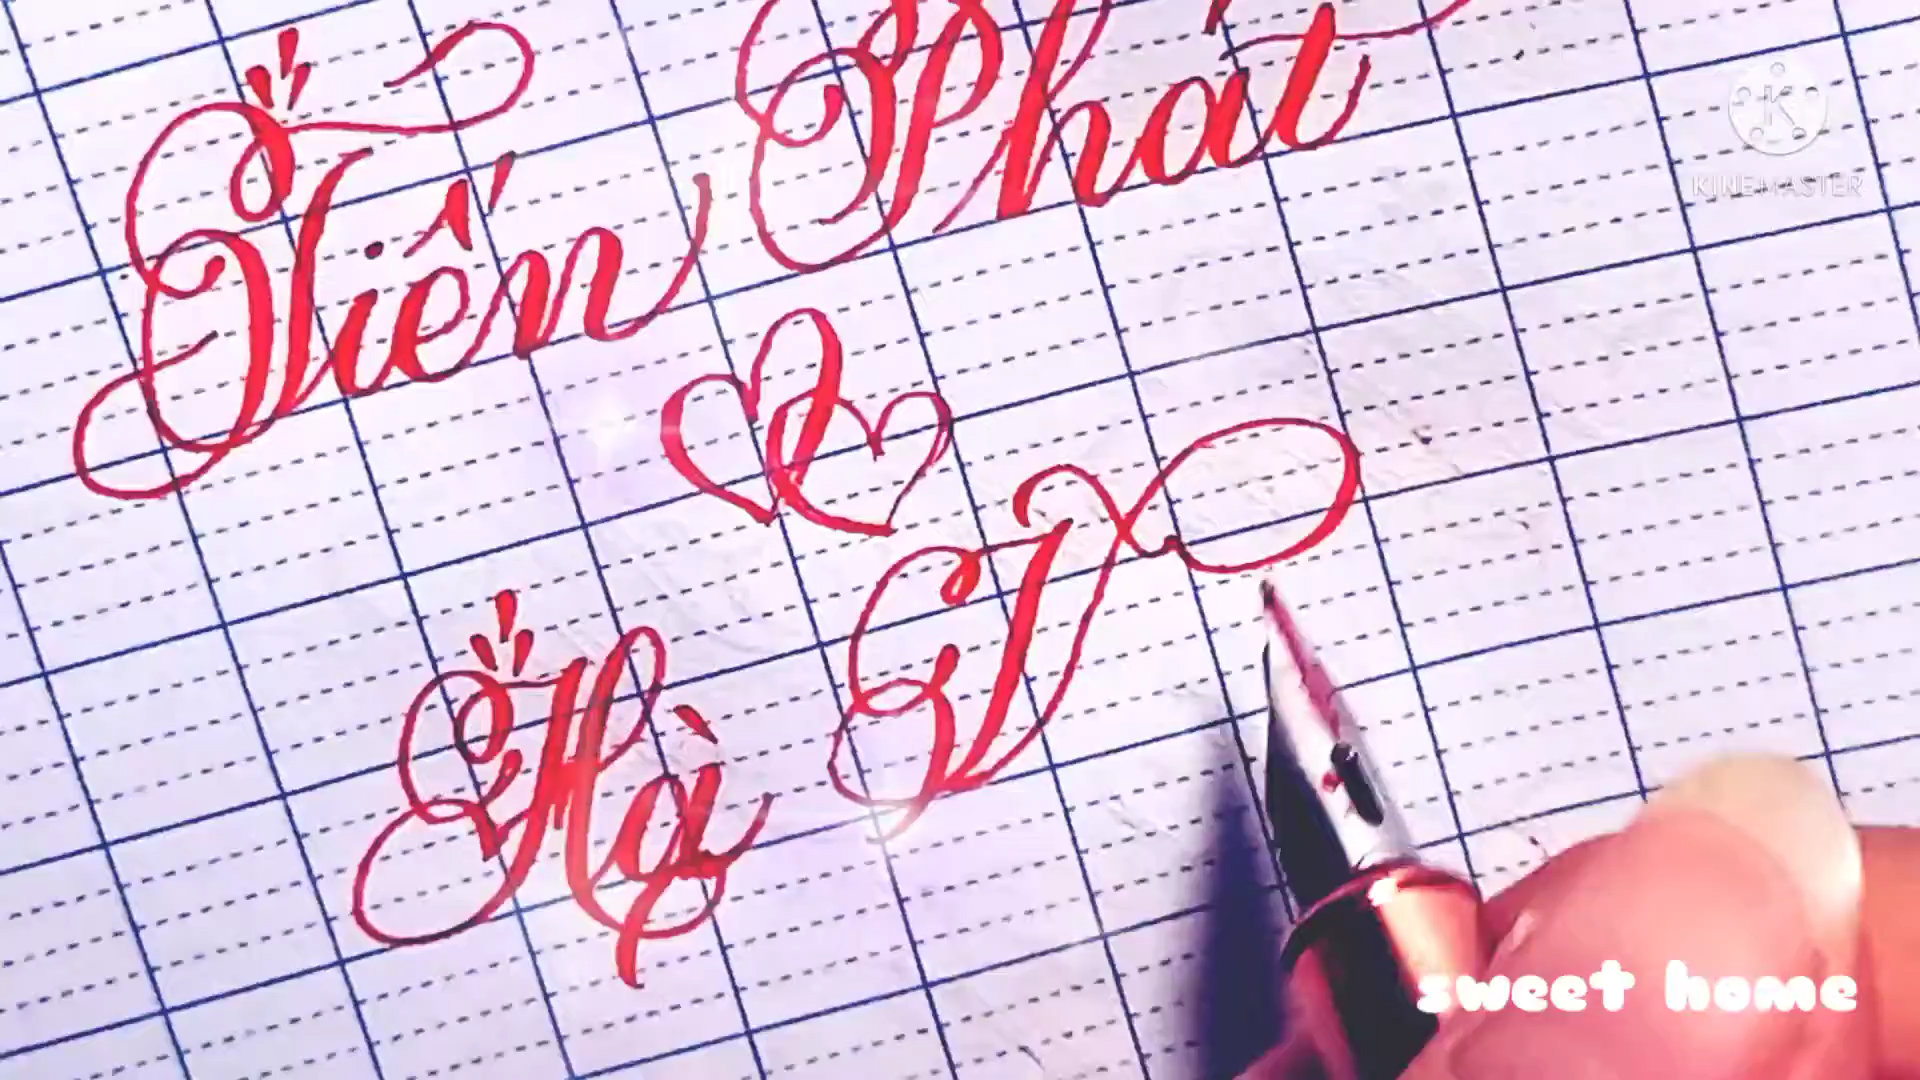 Tiến Phát
Hà
KINEMASTER
sweet home